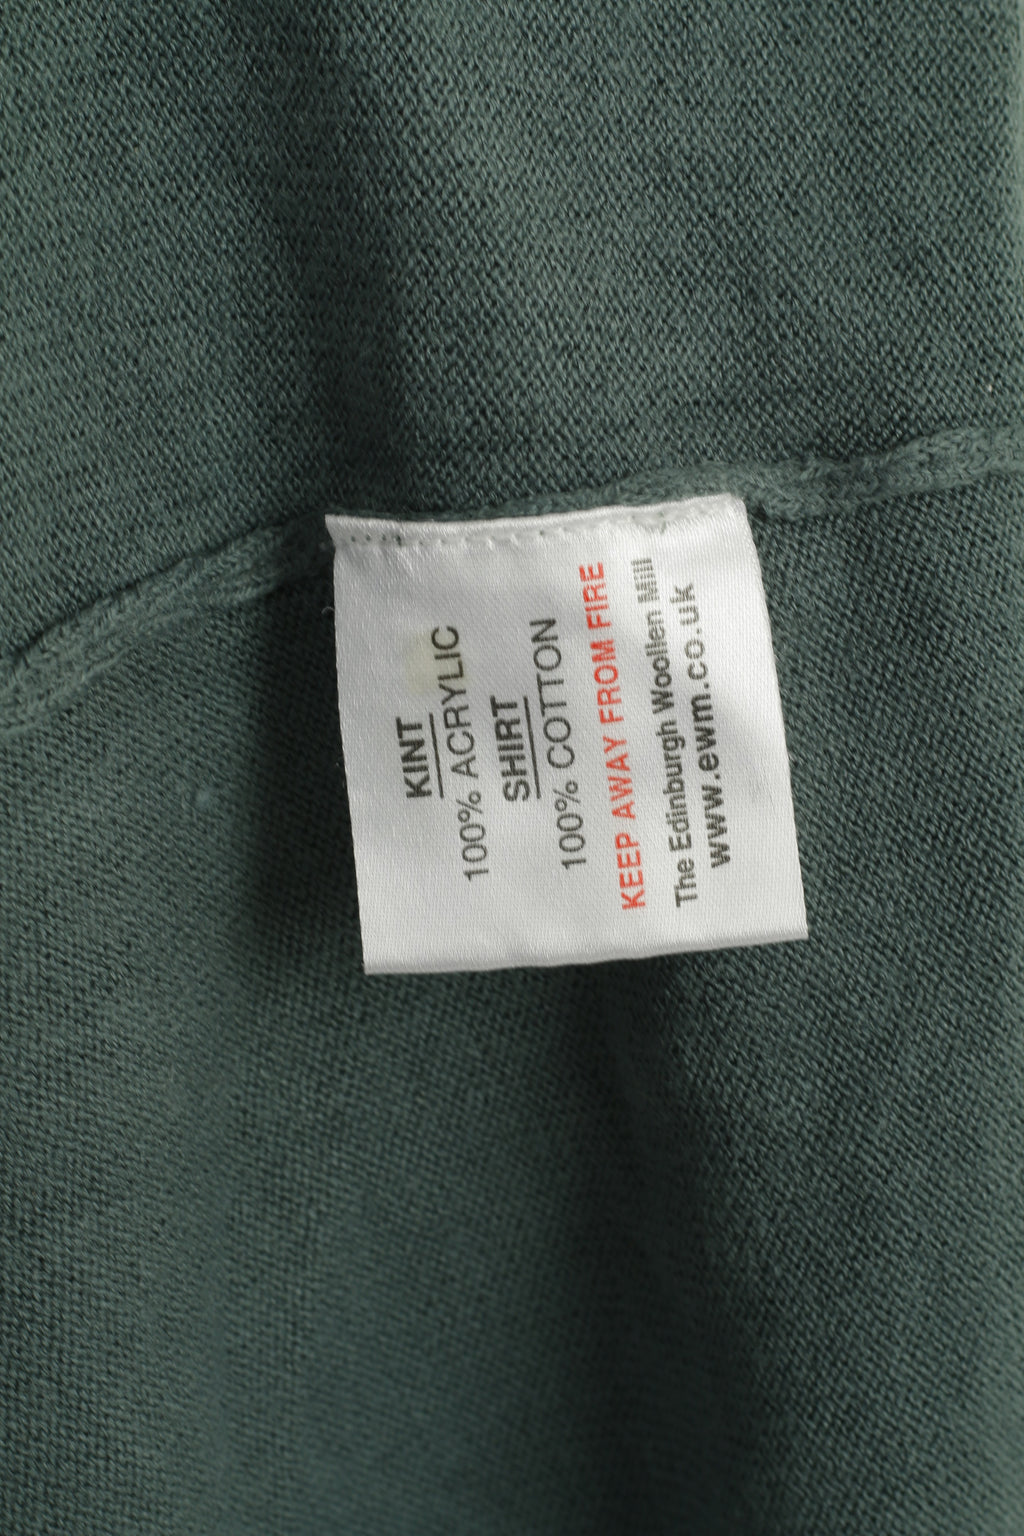 KINT
100% ACRYLIC
SHIRT
100% COTTON
KEEP AWAY FROM FIRE
The Edinburgh Woollen Mill
www.ewm.co.uk